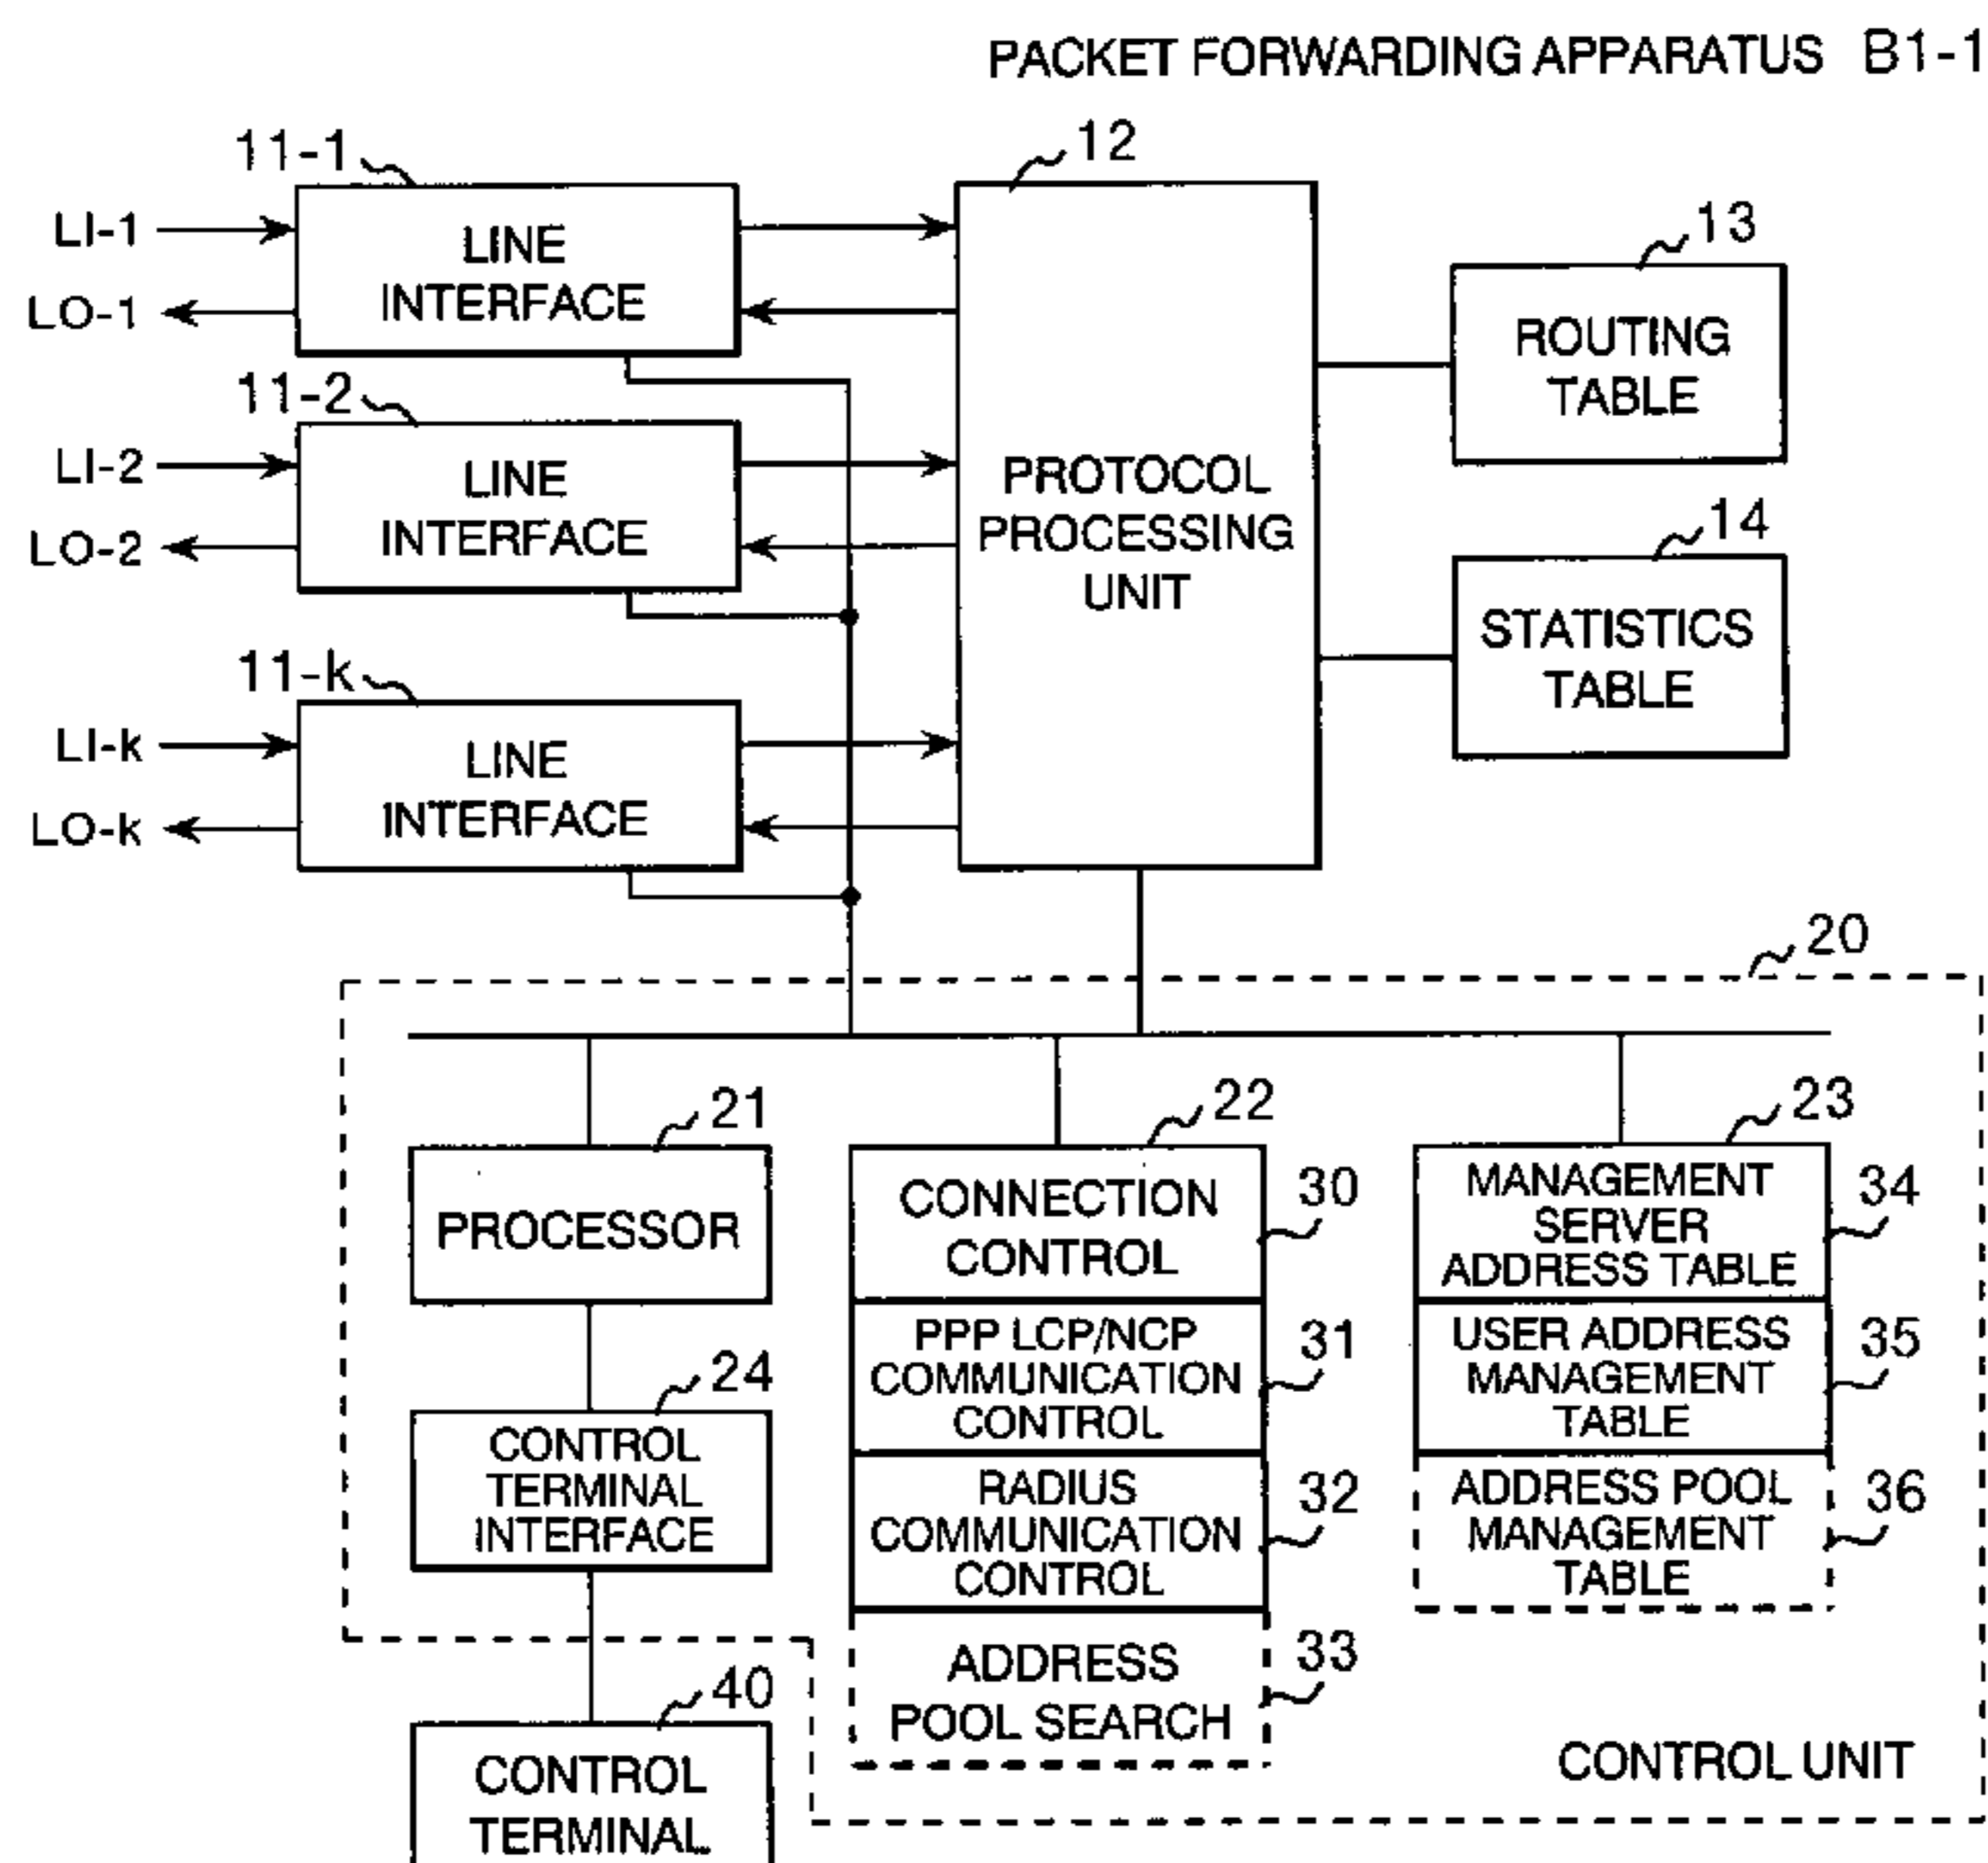 PACKET FORWARDING APPARATUS B1-1
11-1
12
LI-1
LINE
INTERFACE
LO-1
13
ROUTING
TABLE
11-2
LI-2
LINE
INTERFACE
LO-2
PROTOCOL
PROCESSING
UNIT
14
STATISTICS
TABLE
11-k
LI-k
LINE
INTERFACE
LO-k
20
21
PROCESSOR
22
CONNECTION
CONTROL
30
23
MANAGEMENT
SERVER
ADDRESS TABLE
34
PPP LCP/NCP
COMMUNICATION
CONTROL
31
USER ADDRESS
MANAGEMENT
TABLE
35
24
CONTROL
TERMINAL
INTERFACE
RADIUS
COMMUNICATION
CONTROL
32
ADDRESS POOL
MANAGEMENT
TABLE
36
ADDRESS
POOL SEARCH
33
40
CONTROL
TERMINAL
CONTROL UNIT